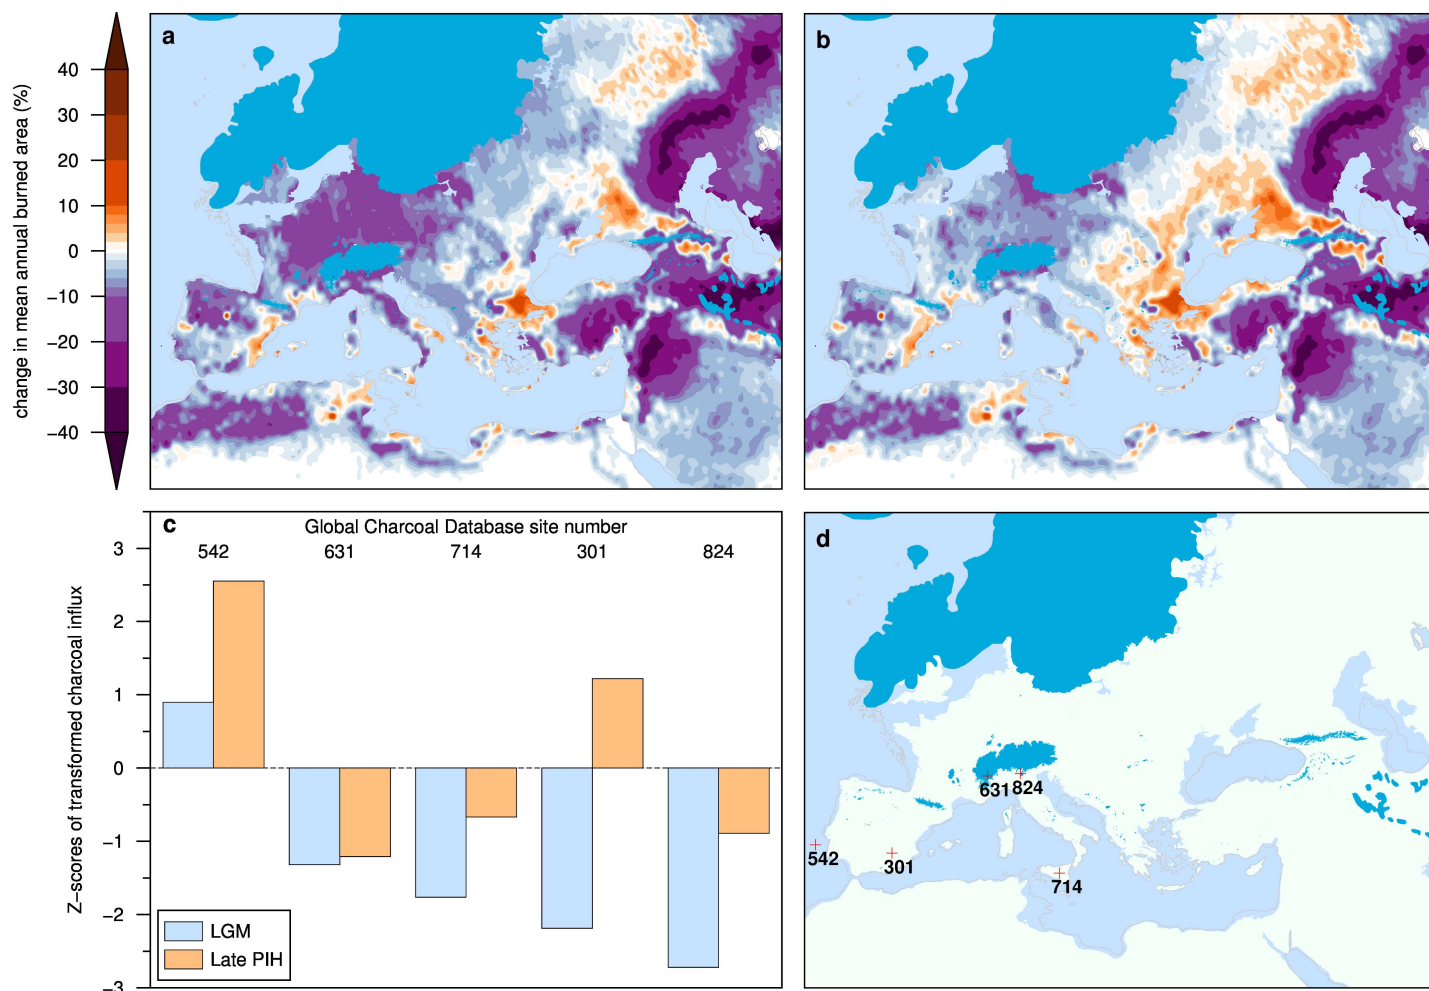 a
b
change in mean annual burned area (%)
40
30
20
10
0
−10
−20
−30
−40
c
Global Charcoal Database site number
542 631 714 301 824
Z−scores of transformed charcoal influx
3
2
1
0
−1
−2
−3
LGM
Late PIH
d
631 824
542
301
714